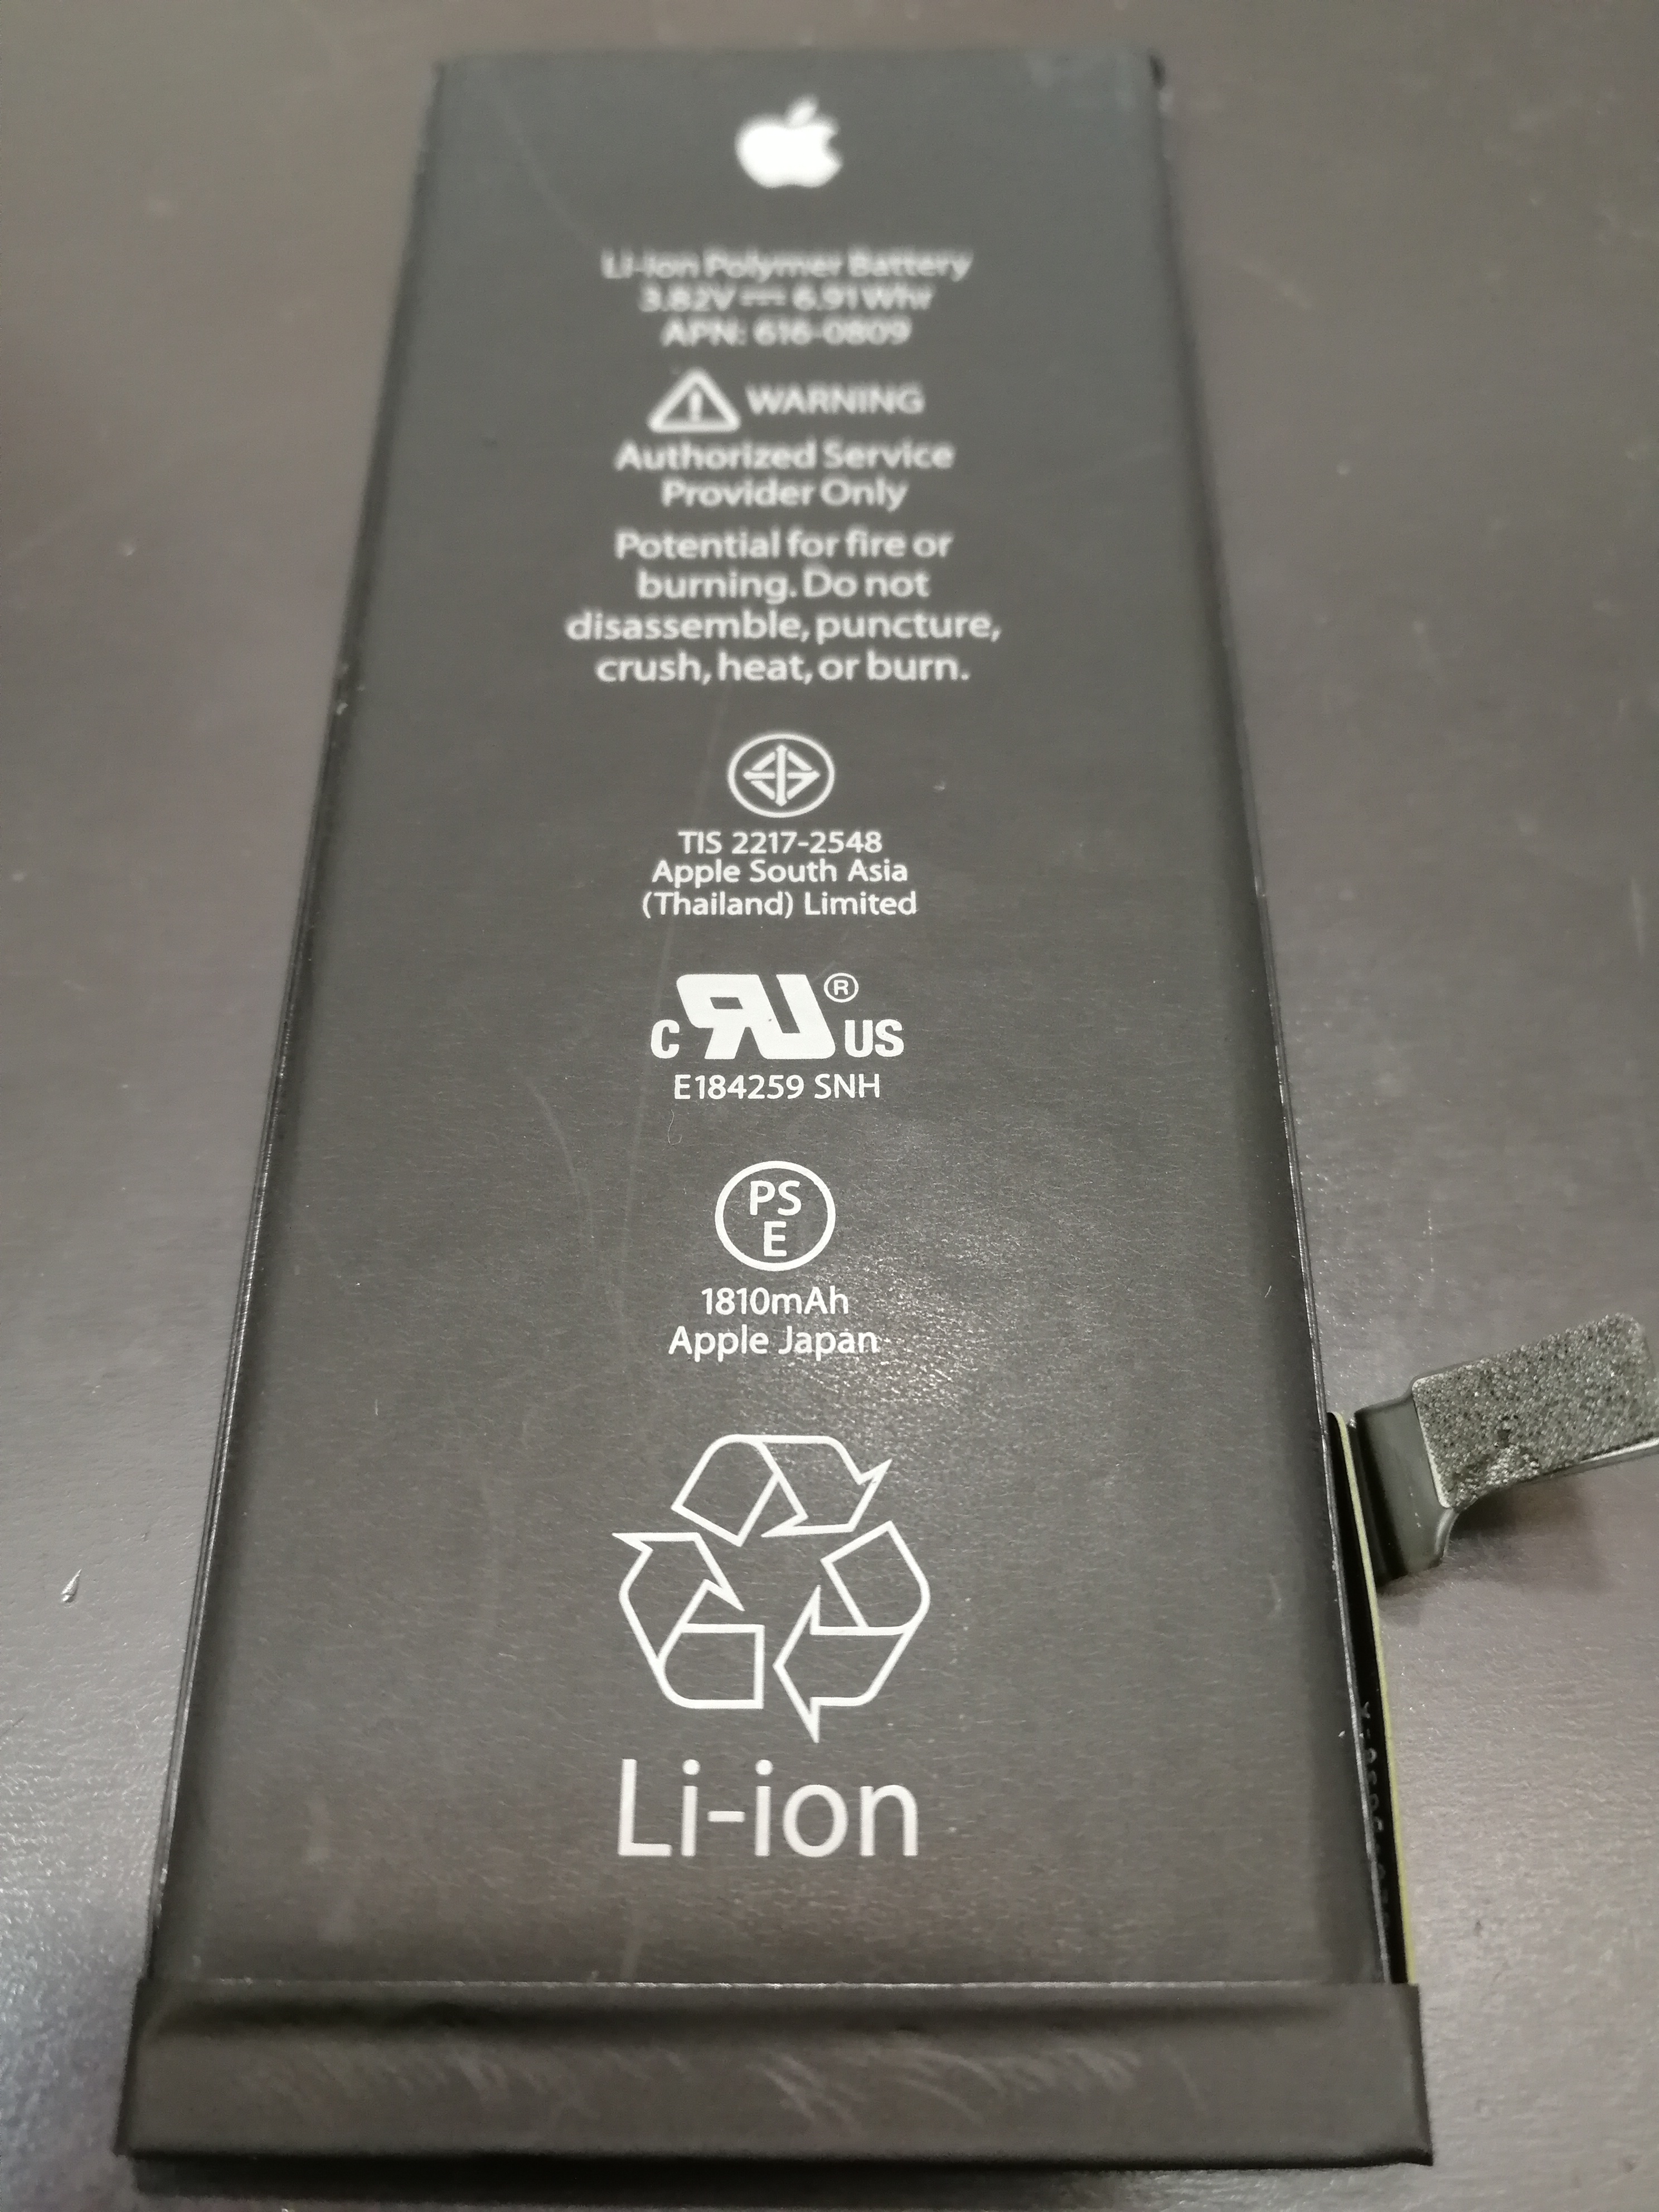 Li-ion Polymer Battery
3.82V 6.91Whr
APN: 616-0809
WARNING
Authorized Service
Provider Only
Potential for fire or
burning. Do not
disassemble, puncture,
crush, heat, or burn.
TIS 2217-2548
Apple South Asia
(Thailand) Limited
c RU ® US
E184259 SNH
PS
E
1810mAh
Apple Japan
Li-ion